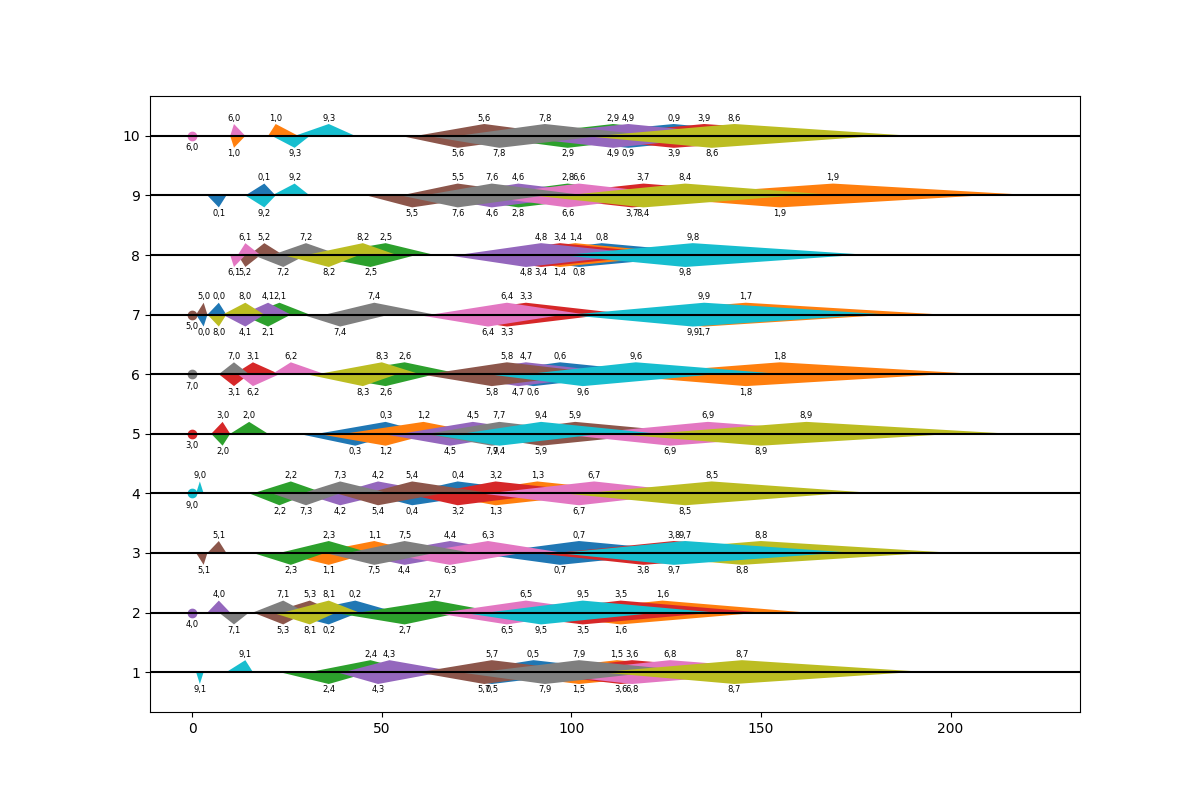 6,0 1,0 9,3 5,6 7,8 2,9 4,9 0,9 3,9 8,6
10
6,0 1,0 9,3 5,6 7,8 2,9 4,9 0,9 3,9 8,6
0,1 9,2 5,5 7,6 4,6 2,8 6,6 3,7 8,4 1,9
9
0,1 9,2 5,5 7,6 4,6 2,8 6,6 3,7 8,4 1,9
6,1 5,2 7,2 8,2 2,5 4,8 3,4 1,4 0,8 9,8
8
6,1 5,2 7,2 8,2 2,5 4,8 3,4 1,4 0,8 9,8
5,0 0,0 8,0 4,1 2,1 7,4 6,4 3,3 9,9 1,7
7
5,0 0,0 8,0 4,1 2,1 7,4 6,4 3,3 9,9 1,7
7,0 3,1 6,2 8,3 2,6 5,8 4,7 0,6 9,6 1,8
6
7,0 3,1 6,2 8,3 2,6 5,8 4,7 0,6 9,6 1,8
3,0 2,0 0,3 1,2 4,5 7,7 9,4 5,9 6,9 8,9
5
3,0 2,0 0,3 1,2 4,5 7,7 9,4 5,9 6,9 8,9
9,0 2,2 7,3 4,2 5,4 0,4 3,2 1,3 6,7 8,5
4
9,0 2,2 7,3 4,2 5,4 0,4 3,2 1,3 6,7 8,5
5,1 2,3 1,1 7,5 4,4 6,3 0,7 3,8 9,7 8,8
3
5,1 2,3 1,1 7,5 4,4 6,3 0,7 3,8 9,7 8,8
4,0 7,1 5,3 8,1 0,2 2,7 6,5 9,5 3,5 1,6
2
4,0 7,1 5,3 8,1 0,2 2,7 6,5 9,5 3,5 1,6
9,1 2,4 4,3 5,7 0,5 7,9 1,5 3,6 6,8 8,7
1
9,1 2,4 4,3 5,7 0,5 7,9 1,5 3,6 6,8 8,7
0 50 100 150 200